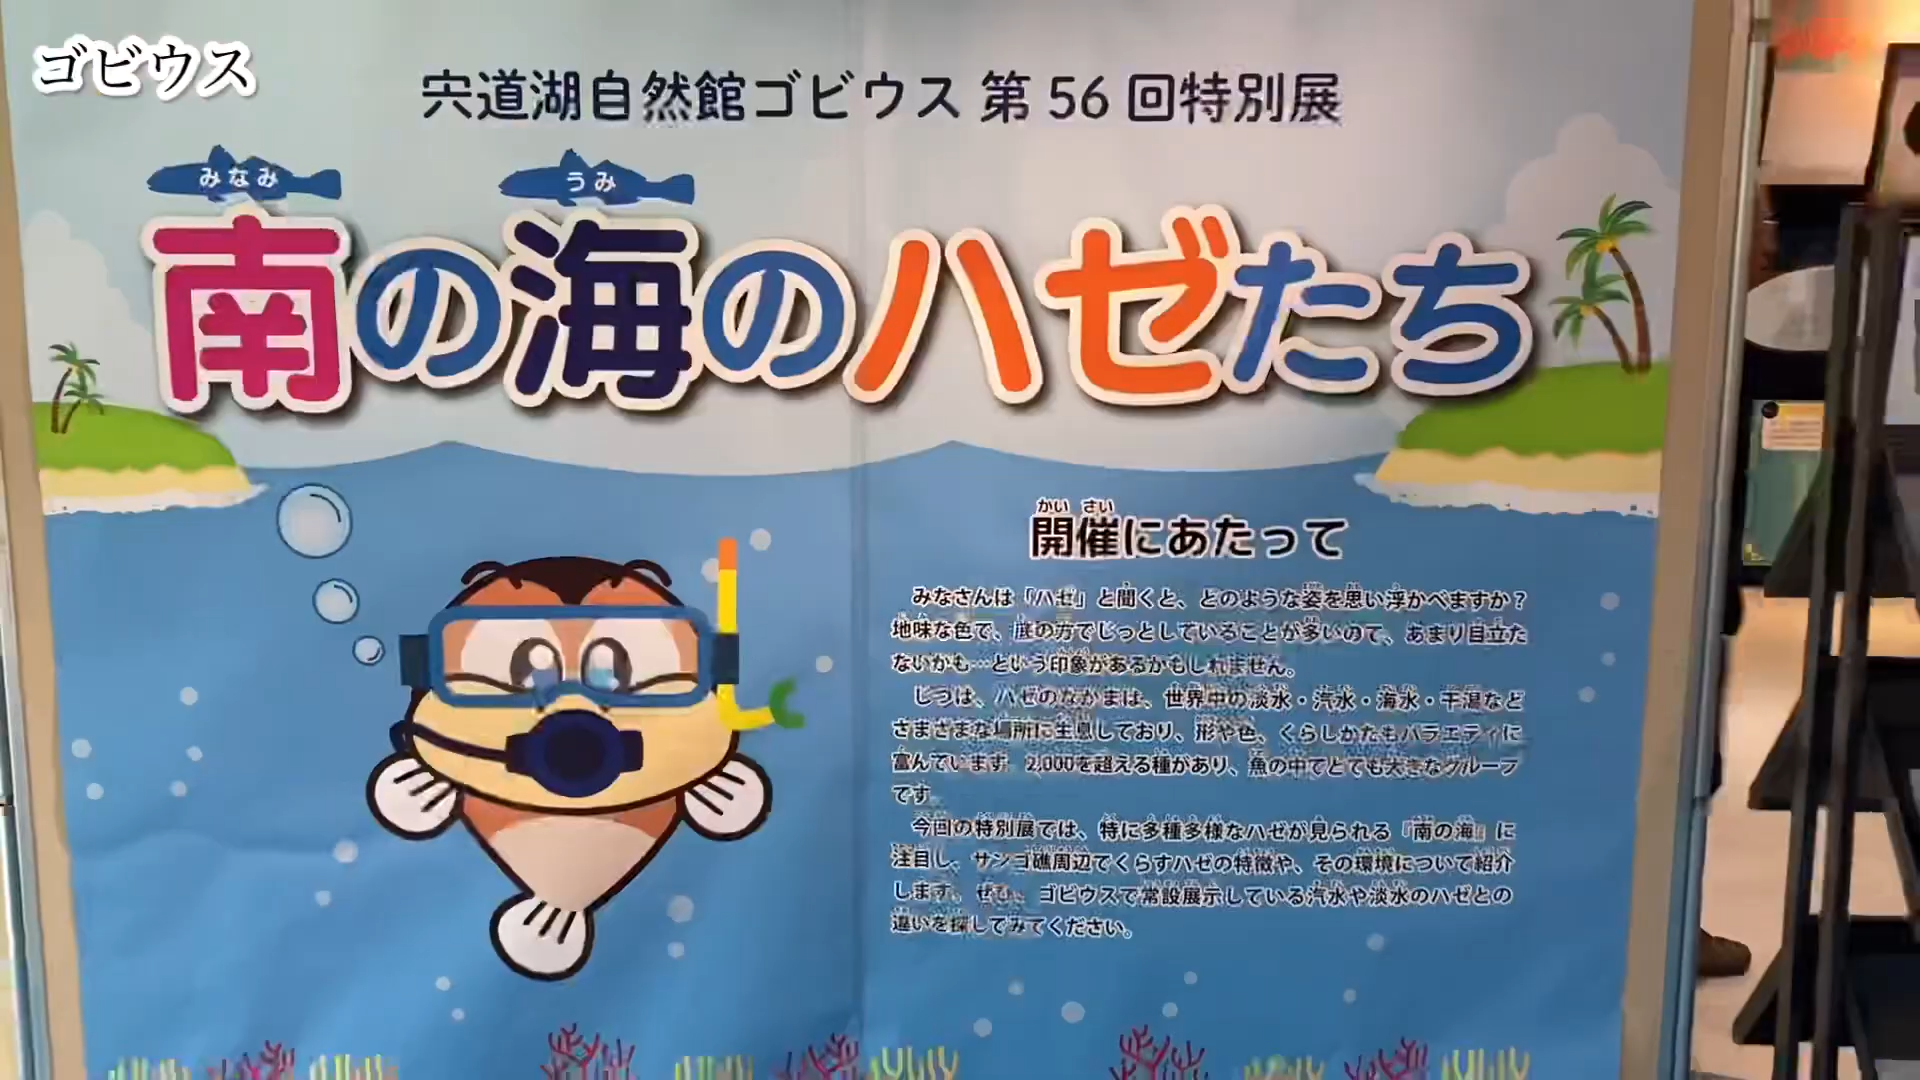 ゴビウス
宍道湖自然館ゴビウス 第 56 回特別展
みなみ うみ
南の海のハゼたち
かい さい
開催にあたって
みなさんは「ハゼ」と聞くと、どのような姿を思い浮かべますか?
地味な色で、底の方でじっとしていることが多いので、あまり目立た
ないかも…という印象があるかもしれません。
じつは、ハゼのなかまは、世界中の淡水・汽水・海水・干潟など
さまざまな場所に生息しており、形や色、くらしかたもバラエティに
富んでいます。2,000を超える種があり、魚の中でとても大きなグループ
です。
今回の特別展では、特に多種多様なハゼが見られる『南の海』に
注目し、サンゴ礁周辺でくらすハゼの特徴や、その環境について紹介
します。ぜひ、ゴビウスで常設展示している汽水や淡水のハゼとの
違いを探してみてください。